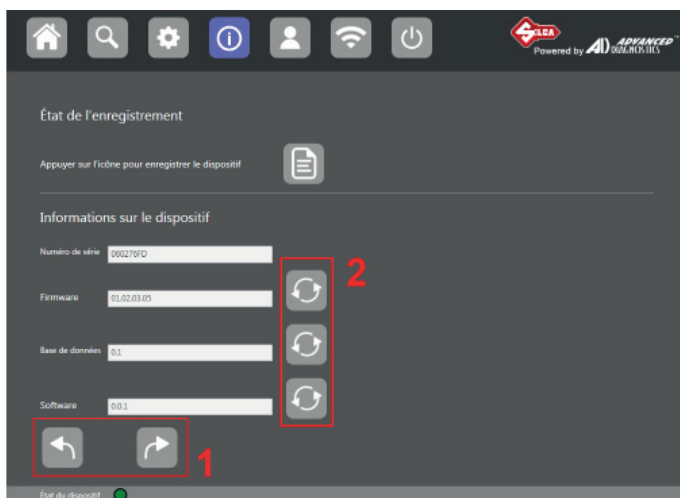 SILCA
Powered by AD ADVANCED DIAGNOSTICS™
État de l'enregistrement
Appuyer sur l'icône pour enregistrer le dispositif
Informations sur le dispositif
Numéro de série 060276FD
2
Firmware 01.02.03.05
Base de données 0.1
Software 0.0.1
1
État du dispositif